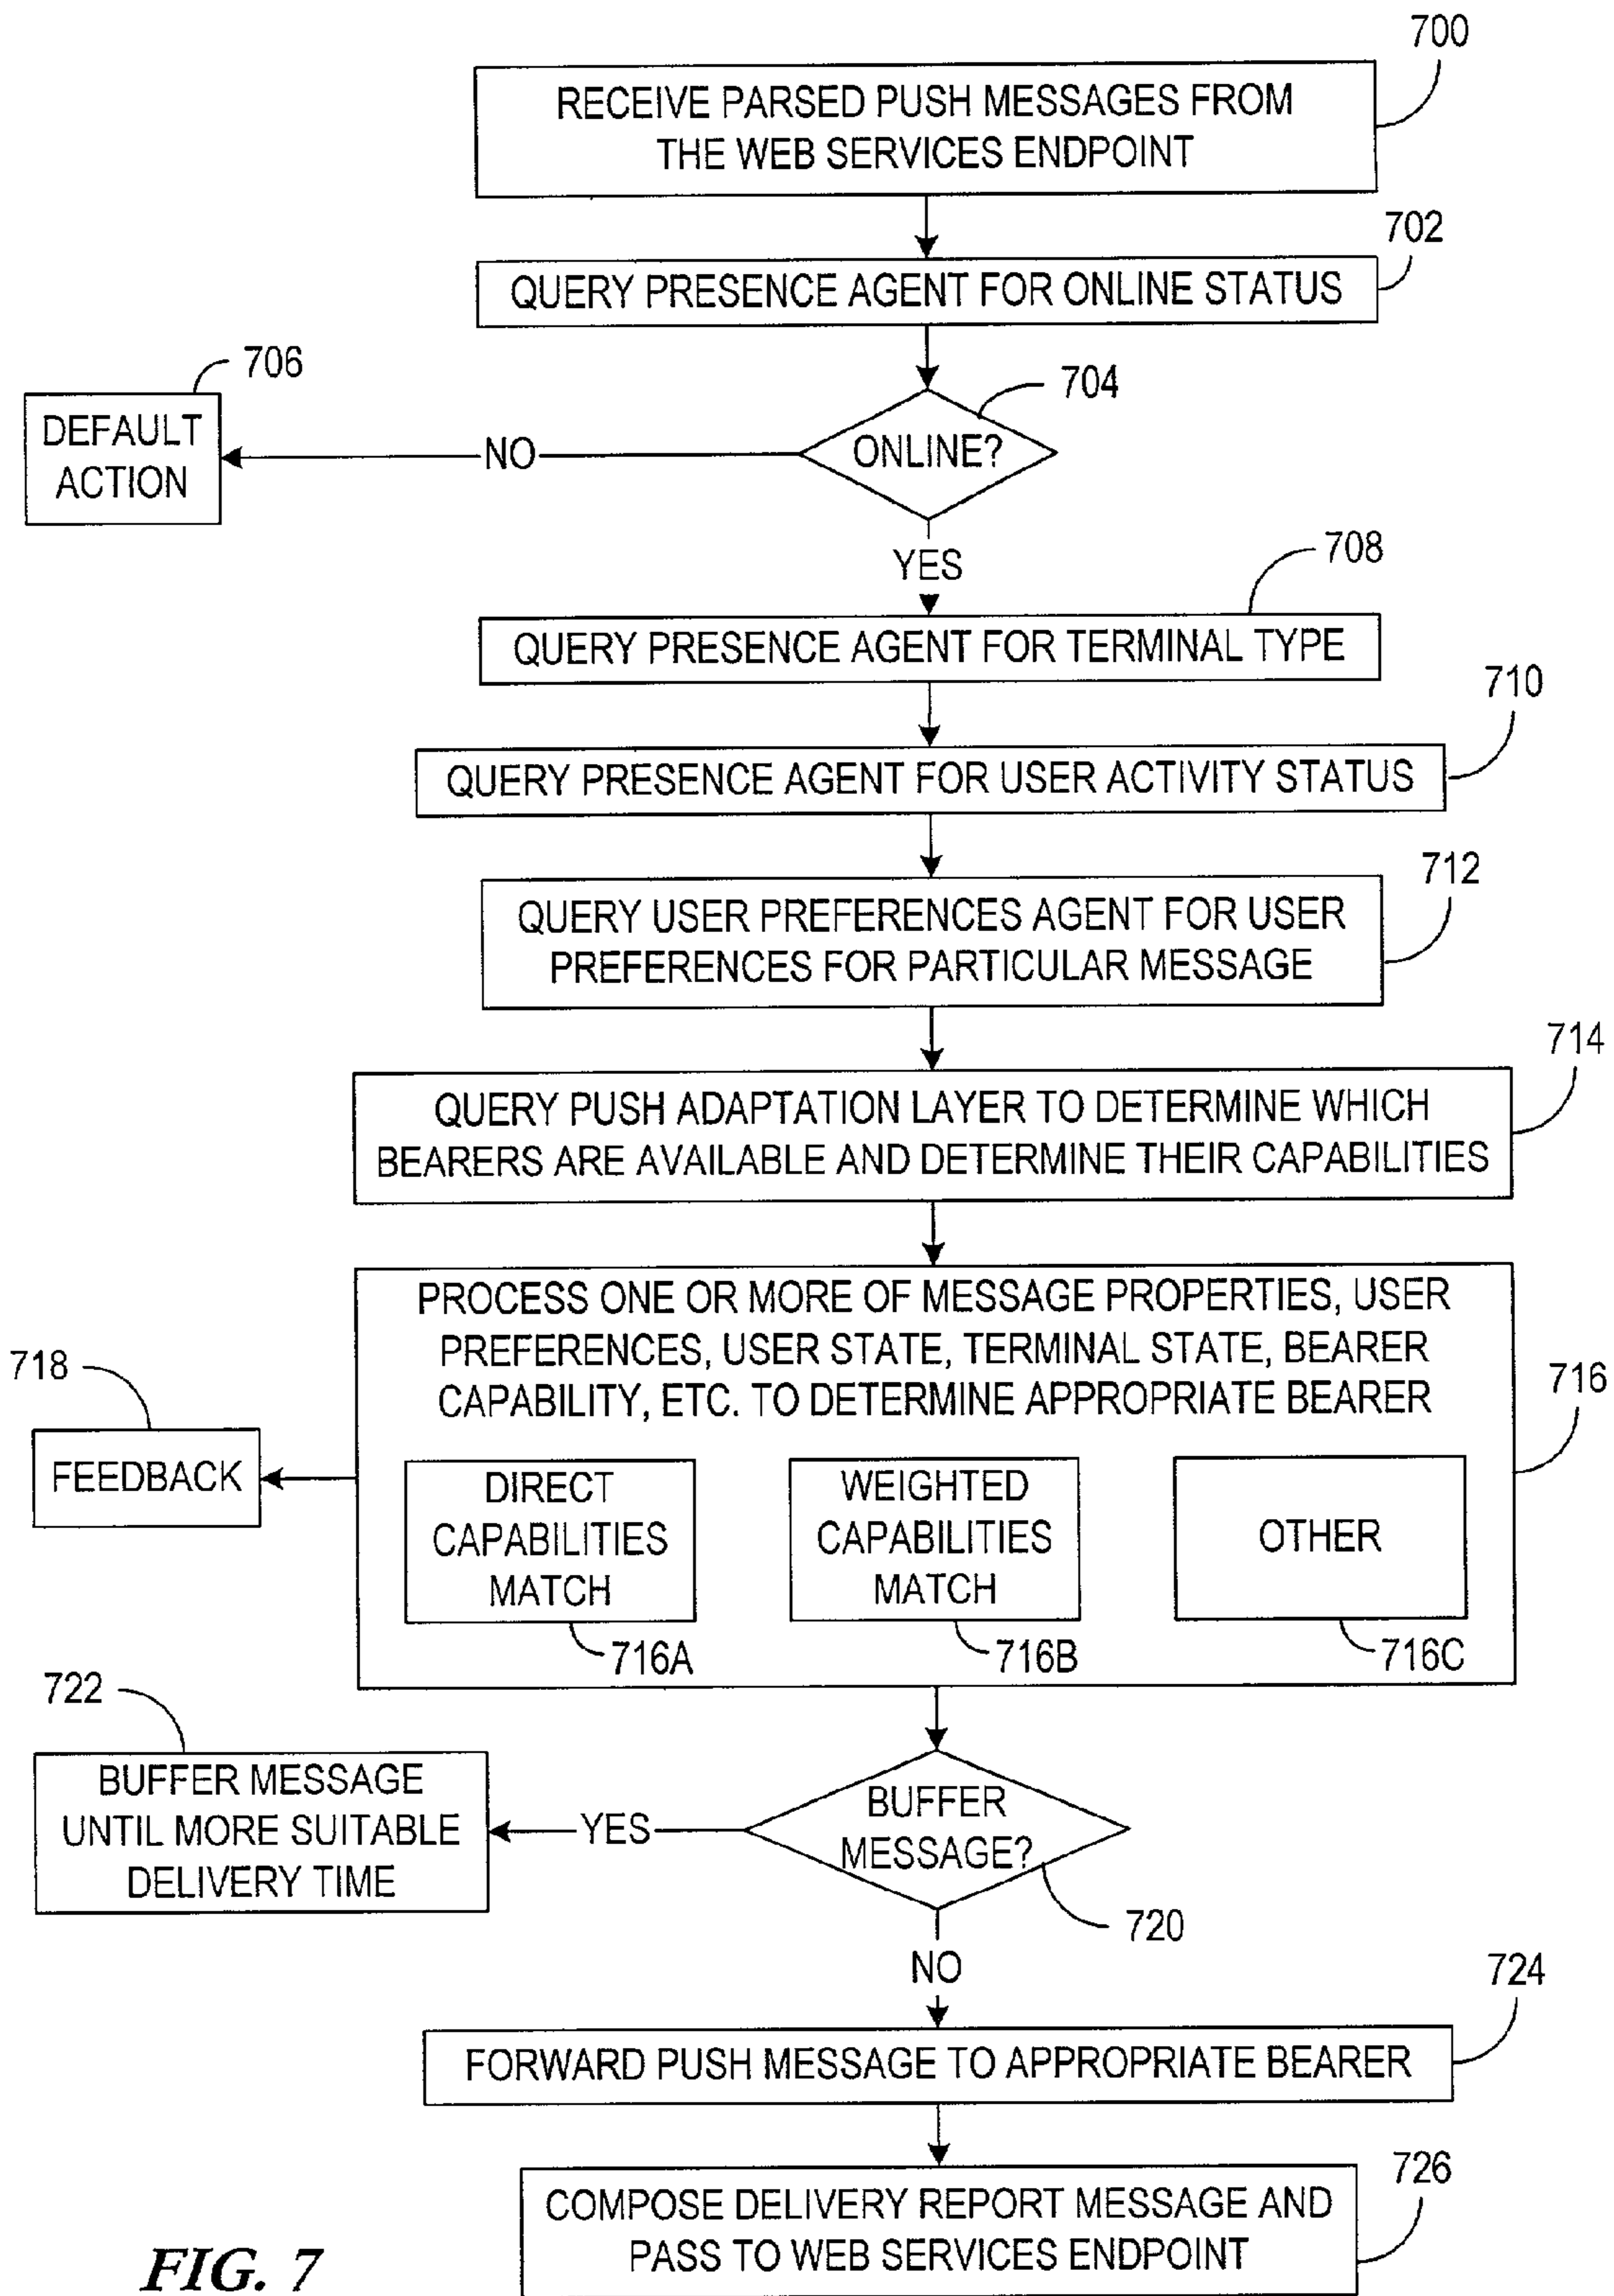 700
RECEIVE PARSED PUSH MESSAGES FROM
THE WEB SERVICES ENDPOINT
702
QUERY PRESENCE AGENT FOR ONLINE STATUS
706
704
DEFAULT
ACTION
NO
ONLINE?
YES
708
QUERY PRESENCE AGENT FOR TERMINAL TYPE
710
QUERY PRESENCE AGENT FOR USER ACTIVITY STATUS
712
QUERY USER PREFERENCES AGENT FOR USER
PREFERENCES FOR PARTICULAR MESSAGE
714
QUERY PUSH ADAPTATION LAYER TO DETERMINE WHICH
BEARERS ARE AVAILABLE AND DETERMINE THEIR CAPABILITIES
PROCESS ONE OR MORE OF MESSAGE PROPERTIES, USER
PREFERENCES, USER STATE, TERMINAL STATE, BEARER
CAPABILITY, ETC. TO DETERMINE APPROPRIATE BEARER
716
718
FEEDBACK
DIRECT
CAPABILITIES
MATCH
716A
WEIGHTED
CAPABILITIES
MATCH
716B
OTHER
716C
722
BUFFER MESSAGE
UNTIL MORE SUITABLE
DELIVERY TIME
YES
BUFFER
MESSAGE?
720
NO
724
FORWARD PUSH MESSAGE TO APPROPRIATE BEARER
726
COMPOSE DELIVERY REPORT MESSAGE AND
PASS TO WEB SERVICES ENDPOINT
FIG. 7